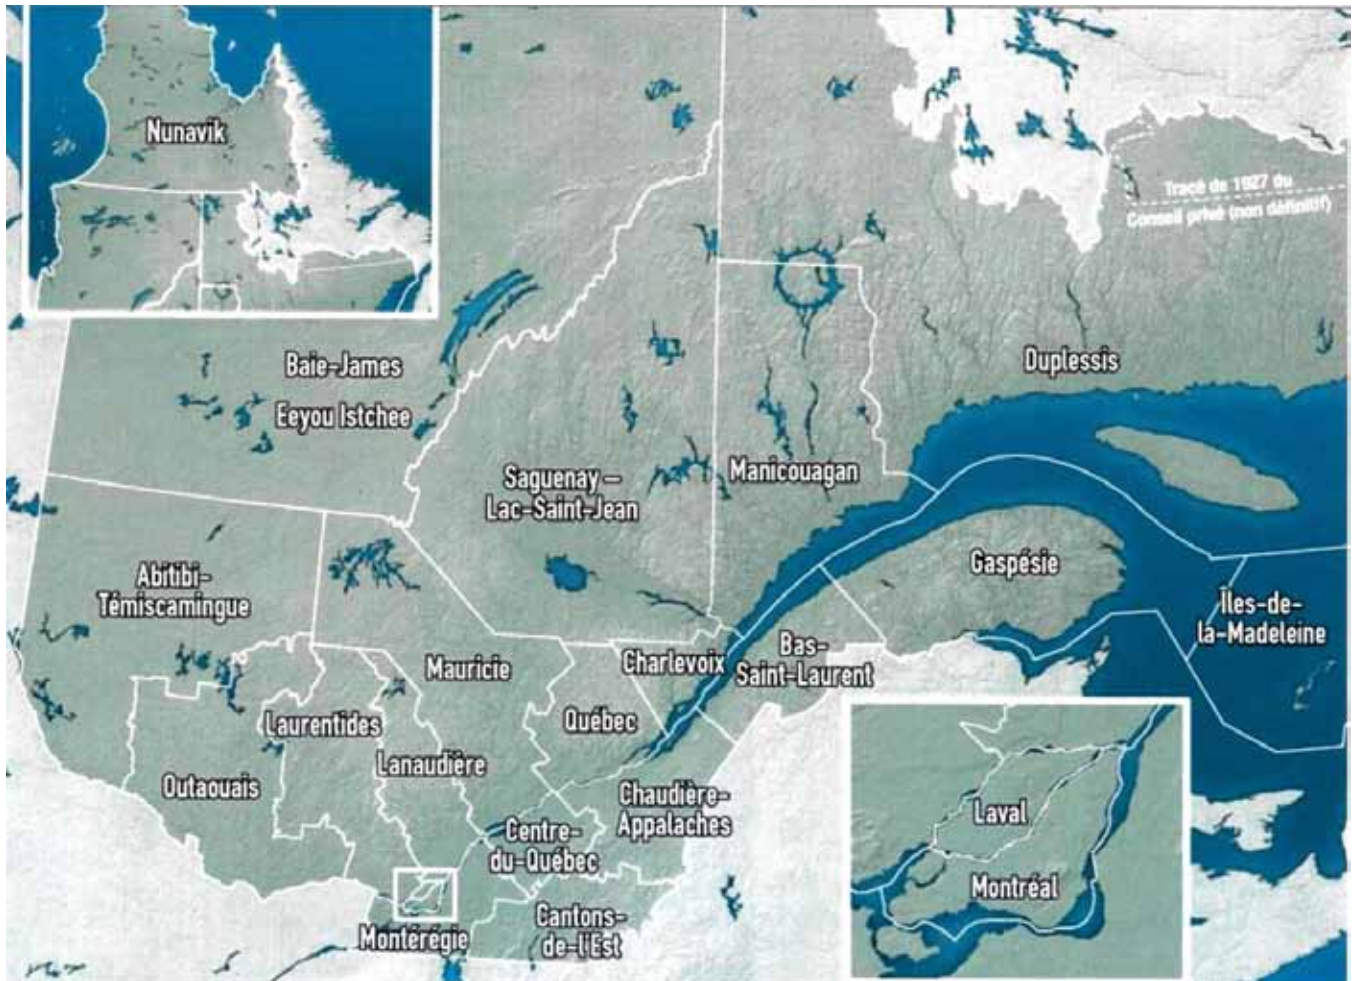 Nunavik
Tracé de 1927 du
Conseil privé (non définitif)
Baie-James
Eeyou Istchee
Duplessis
Saguenay –
Lac-Saint-Jean
Manicouagan
Abitibi-
Témiscamingue
Gaspésie
Îles-de-
la-Madeleine
Mauricie
Charlevoix
Bas-
Saint-Laurent
Laurentides
Québec
Outaouais
Lanaudière
Chaudière-
Appalaches
Centre-
du-Québec
Laval
Montréal
Montérégie
Cantons-
de-l'Est